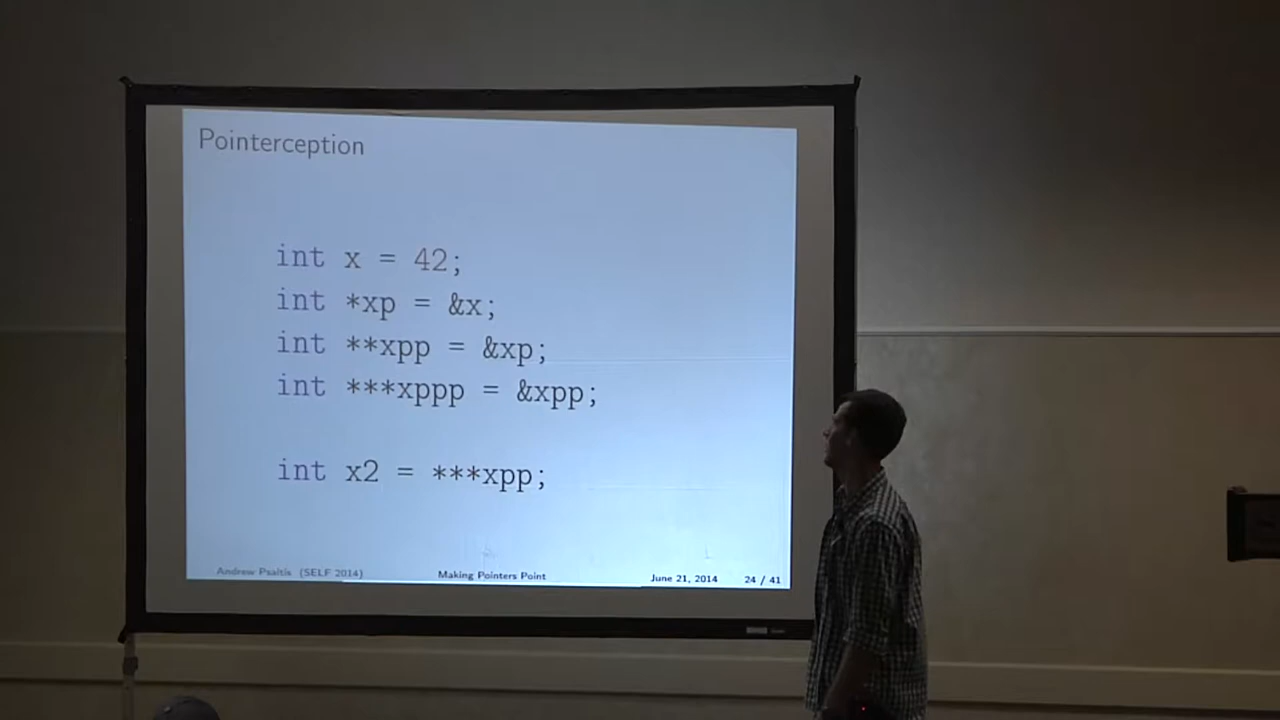 Pointerception
int x = 42;
int *xp = &x;
int **xpp = &xp;
int ***xppp = &xpp;
int x2 = ***xpp;
Andrew Psaltis (SELF 2014) Making Pointers Point June 21, 2014 24 / 41